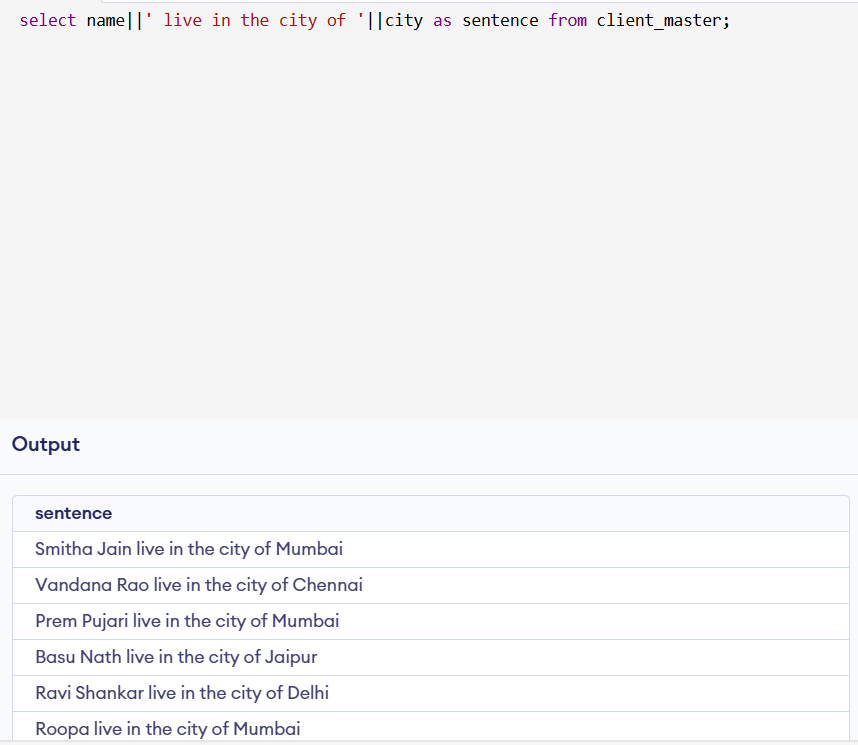 select name||' live in the city of '||city as sentence from client_master;
Output
sentence
Smitha Jain live in the city of Mumbai
Vandana Rao live in the city of Chennai
Prem Pujari live in the city of Mumbai
Basu Nath live in the city of Jaipur
Ravi Shankar live in the city of Delhi
Roopa live in the city of Mumbai